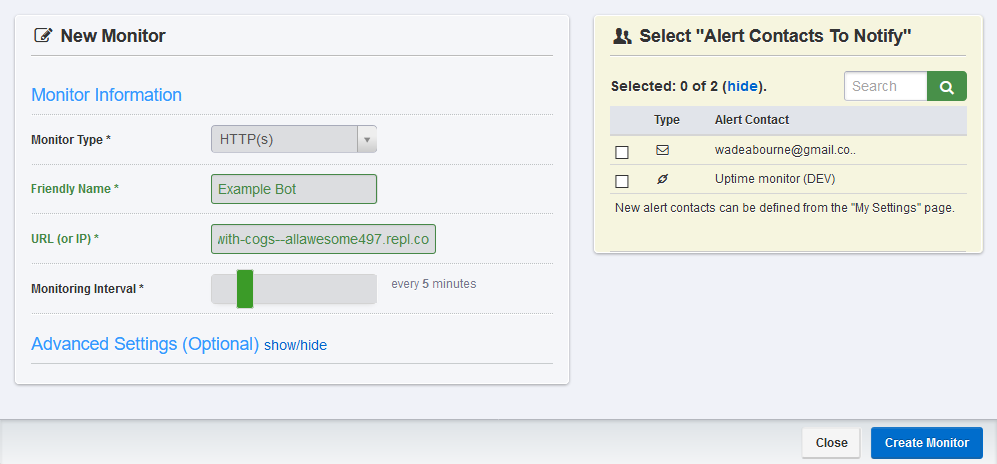 New Monitor
Monitor Information
Monitor Type *
HTTP(s)
Friendly Name *
Example Bot
URL (or IP) *
with-cogs--allawesome497.repl.co
Monitoring Interval *
every 5 minutes
Advanced Settings (Optional) show/hide
Select "Alert Contacts To Notify"
Selected: 0 of 2 (hide).
Search
Type Alert Contact
wadeabourne@gmail.co..
Uptime monitor (DEV)
New alert contacts can be defined from the "My Settings" page.
Close
Create Monitor